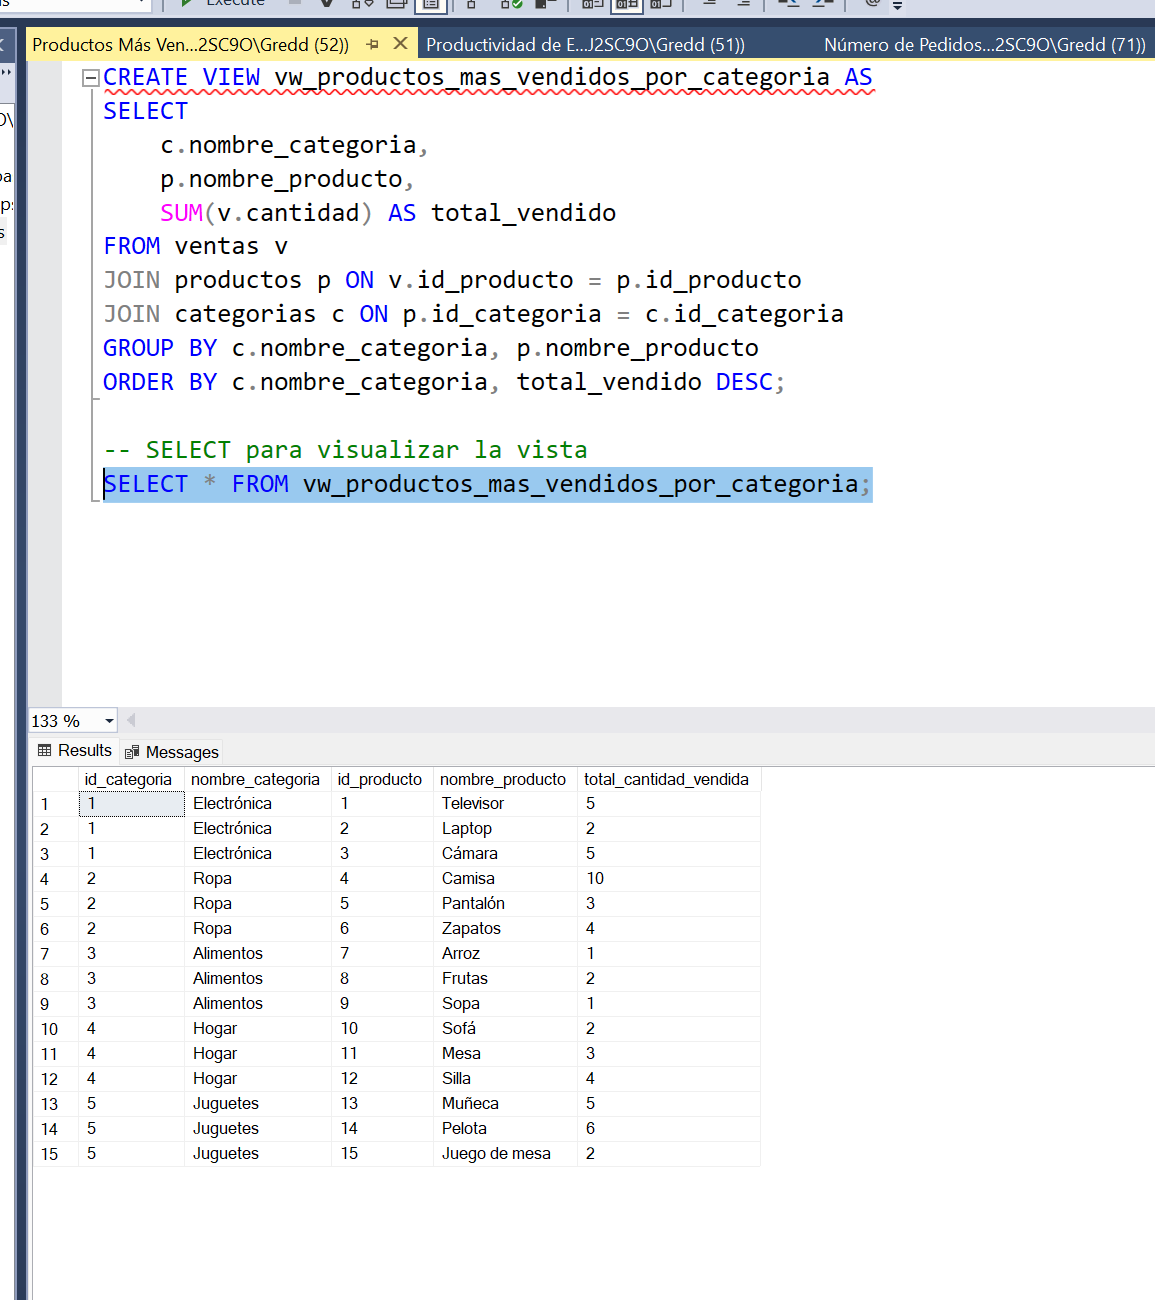 Execute
Productos Más Ven...2SC9O\Gredd (52))
Productividad de E...J2SC9O\Gredd (51))
Número de Pedidos...2SC9O\Gredd (71))
CREATE VIEW vw_productos_mas_vendidos_por_categoria AS
SELECT
c.nombre_categoria,
p.nombre_producto,
SUM(v.cantidad) AS total_vendido
FROM ventas v
JOIN productos p ON v.id_producto = p.id_producto
JOIN categorias c ON p.id_categoria = c.id_categoria
GROUP BY c.nombre_categoria, p.nombre_producto
ORDER BY c.nombre_categoria, total_vendido DESC;
-- SELECT para visualizar la vista
SELECT * FROM vw_productos_mas_vendidos_por_categoria;
133 %
Results Messages
id_categoria nombre_categoria id_producto nombre_producto total_cantidad_vendida
1 1 Electrónica 1 Televisor 5
2 1 Electrónica 2 Laptop 2
3 1 Electrónica 3 Cámara 5
4 2 Ropa 4 Camisa 10
5 2 Ropa 5 Pantalón 3
6 2 Ropa 6 Zapatos 4
7 3 Alimentos 7 Arroz 1
8 3 Alimentos 8 Frutas 2
9 3 Alimentos 9 Sopa 1
10 4 Hogar 10 Sofá 2
11 4 Hogar 11 Mesa 3
12 4 Hogar 12 Silla 4
13 5 Juguetes 13 Muñeca 5
14 5 Juguetes 14 Pelota 6
15 5 Juguetes 15 Juego de mesa 2